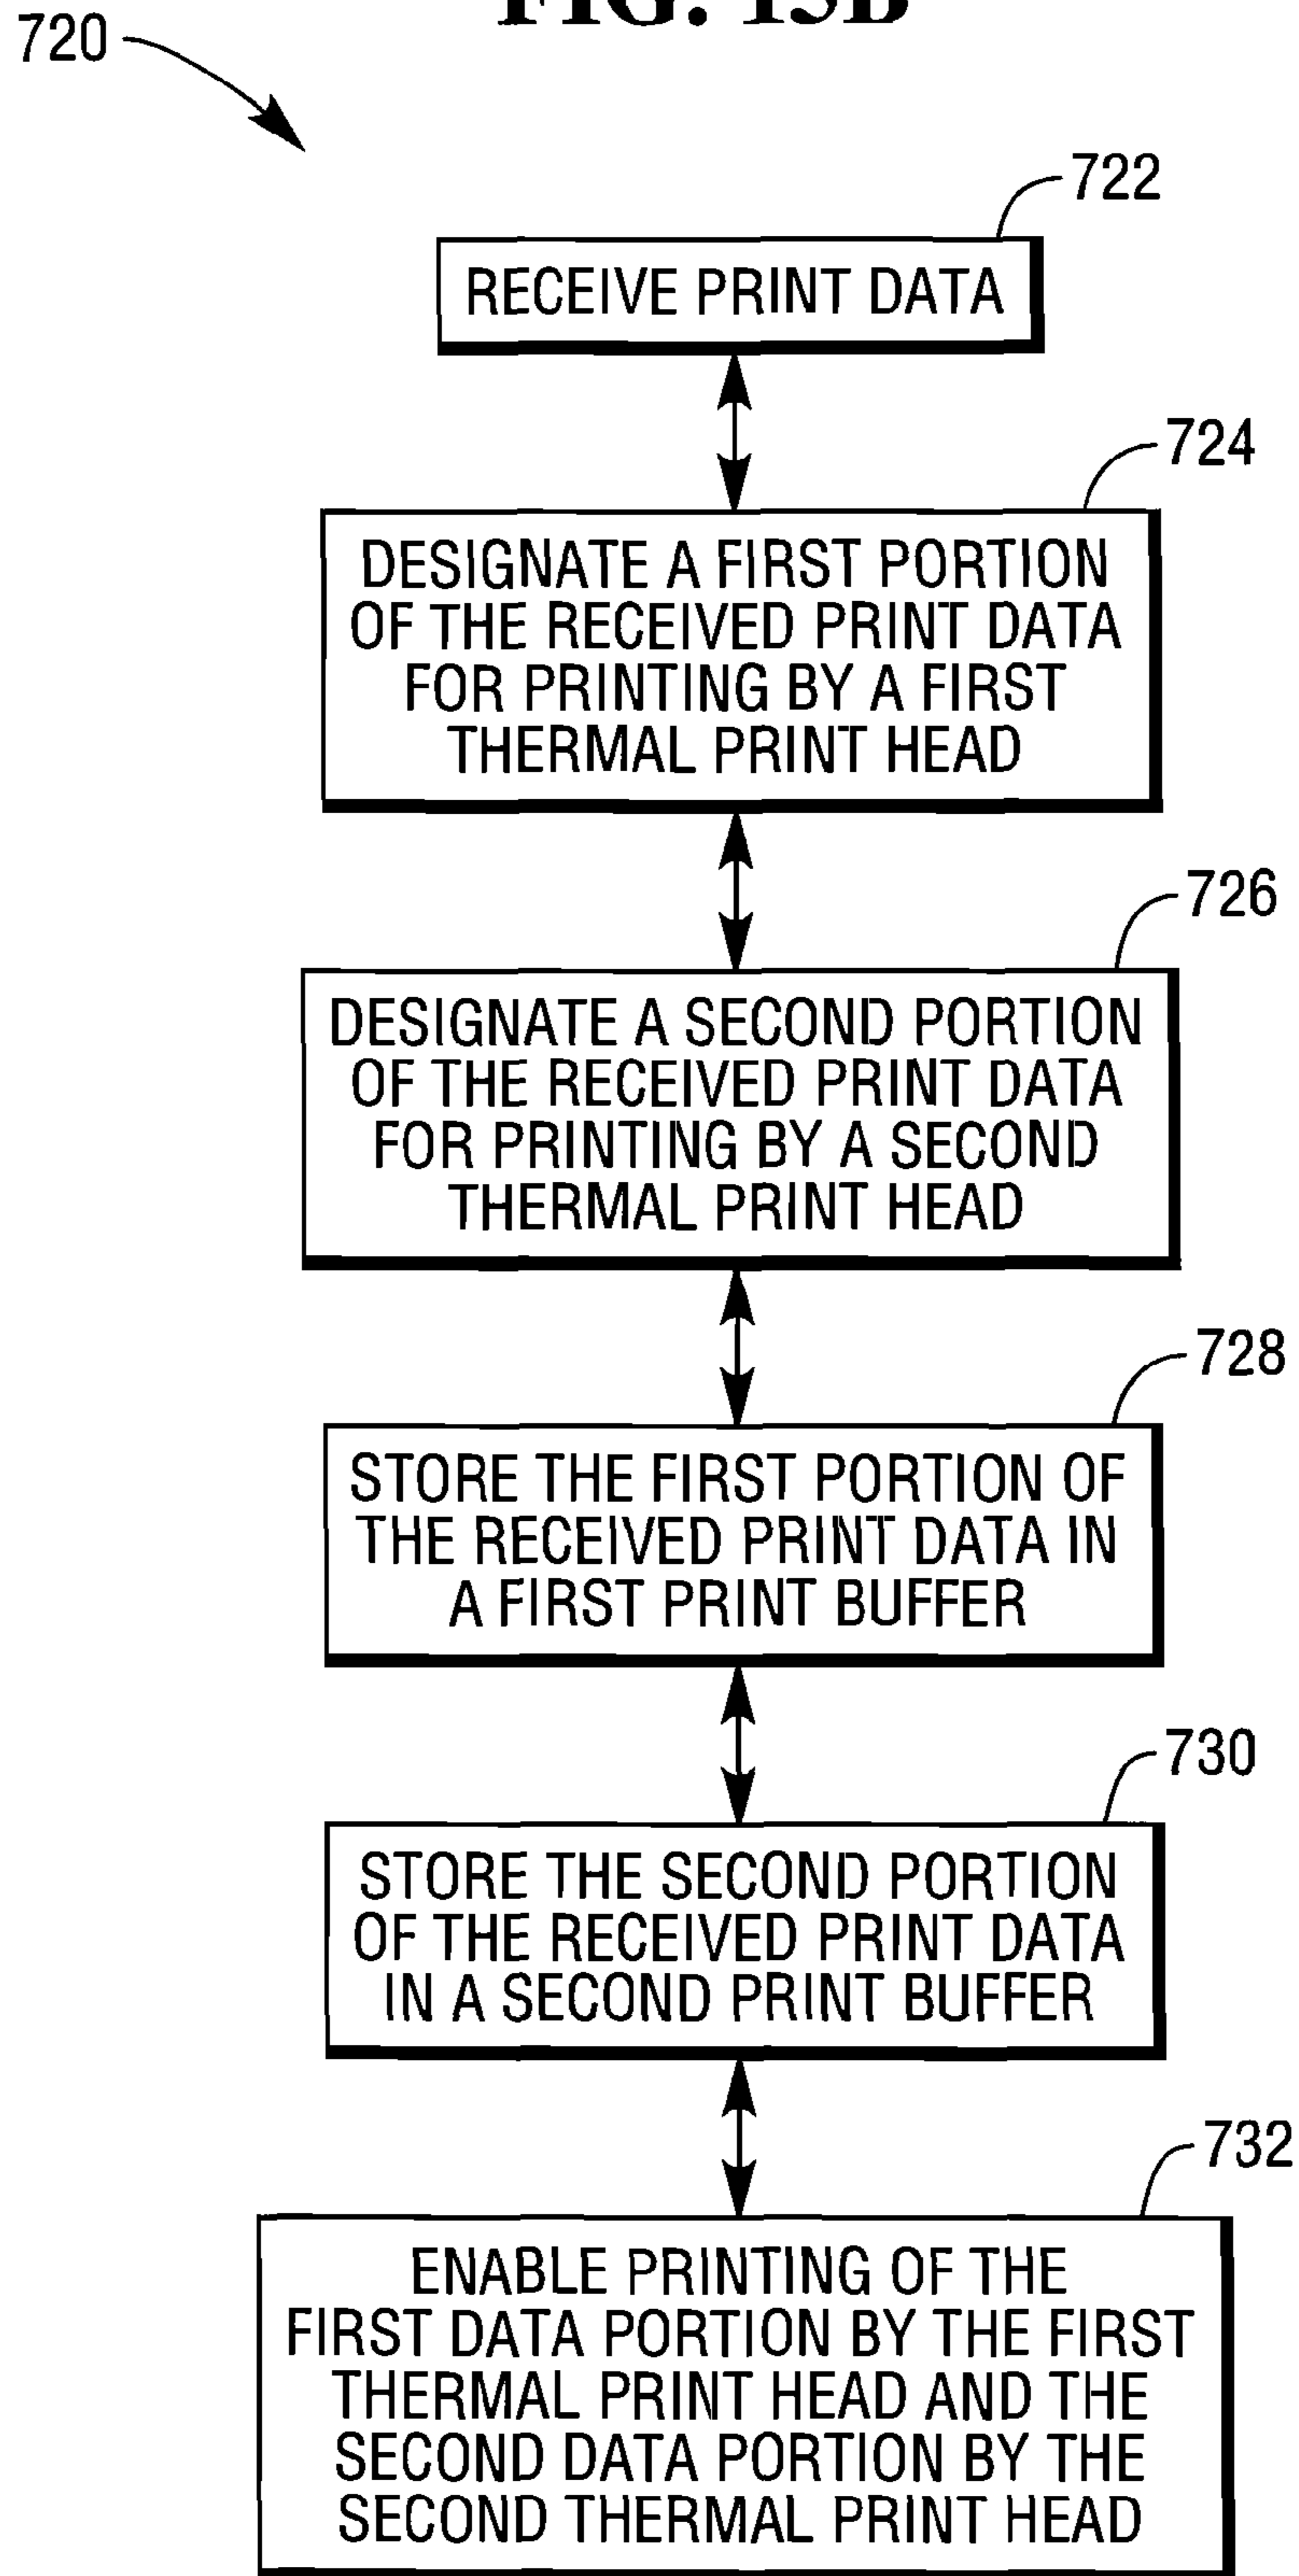 FIG. 15B
720
722
RECEIVE PRINT DATA
724
DESIGNATE A FIRST PORTION
OF THE RECEIVED PRINT DATA
FOR PRINTING BY A FIRST
THERMAL PRINT HEAD
726
DESIGNATE A SECOND PORTION
OF THE RECEIVED PRINT DATA
FOR PRINTING BY A SECOND
THERMAL PRINT HEAD
728
STORE THE FIRST PORTION OF
THE RECEIVED PRINT DATA IN
A FIRST PRINT BUFFER
730
STORE THE SECOND PORTION
OF THE RECEIVED PRINT DATA
IN A SECOND PRINT BUFFER
732
ENABLE PRINTING OF THE
FIRST DATA PORTION BY THE FIRST
THERMAL PRINT HEAD AND THE
SECOND DATA PORTION BY THE
SECOND THERMAL PRINT HEAD